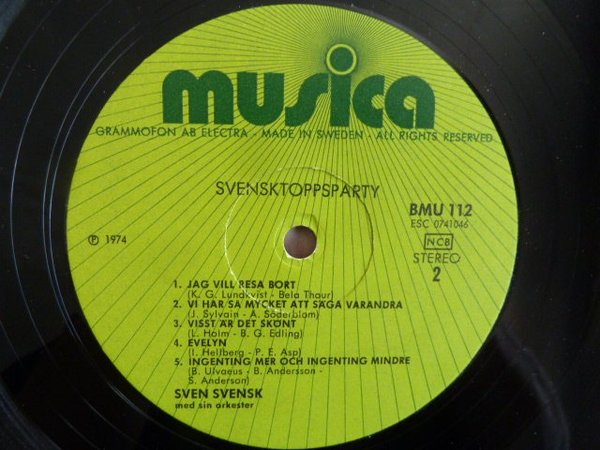 musica
GRAMMOFON AB ELECTRA - MADE IN SWEDEN - ALL RIGHTS RESERVED
SVENSKTOPPSPARTY
BMU 112
ESC 0741046
NCB
STEREO
2
℗ 1974
1. JAG VILL RESA BORT
(K. G. Lundkvist - Bela Thaur)
2. VI HAR SÅ MYCKET ATT SÄGA VARANDRA
(J. Sylvain - A. Söderblom)
3. VISST ÄR DET SKÖNT
(L. Holm - B. G. Edling)
4. EVELYN
(I. Hellberg - P. E. Asp)
5. INGENTING MER OCH INGENTING MINDRE
(B. Ulvaeus - B. Andersson -
S. Anderson)
SVEN SVENSK
med sin orkester